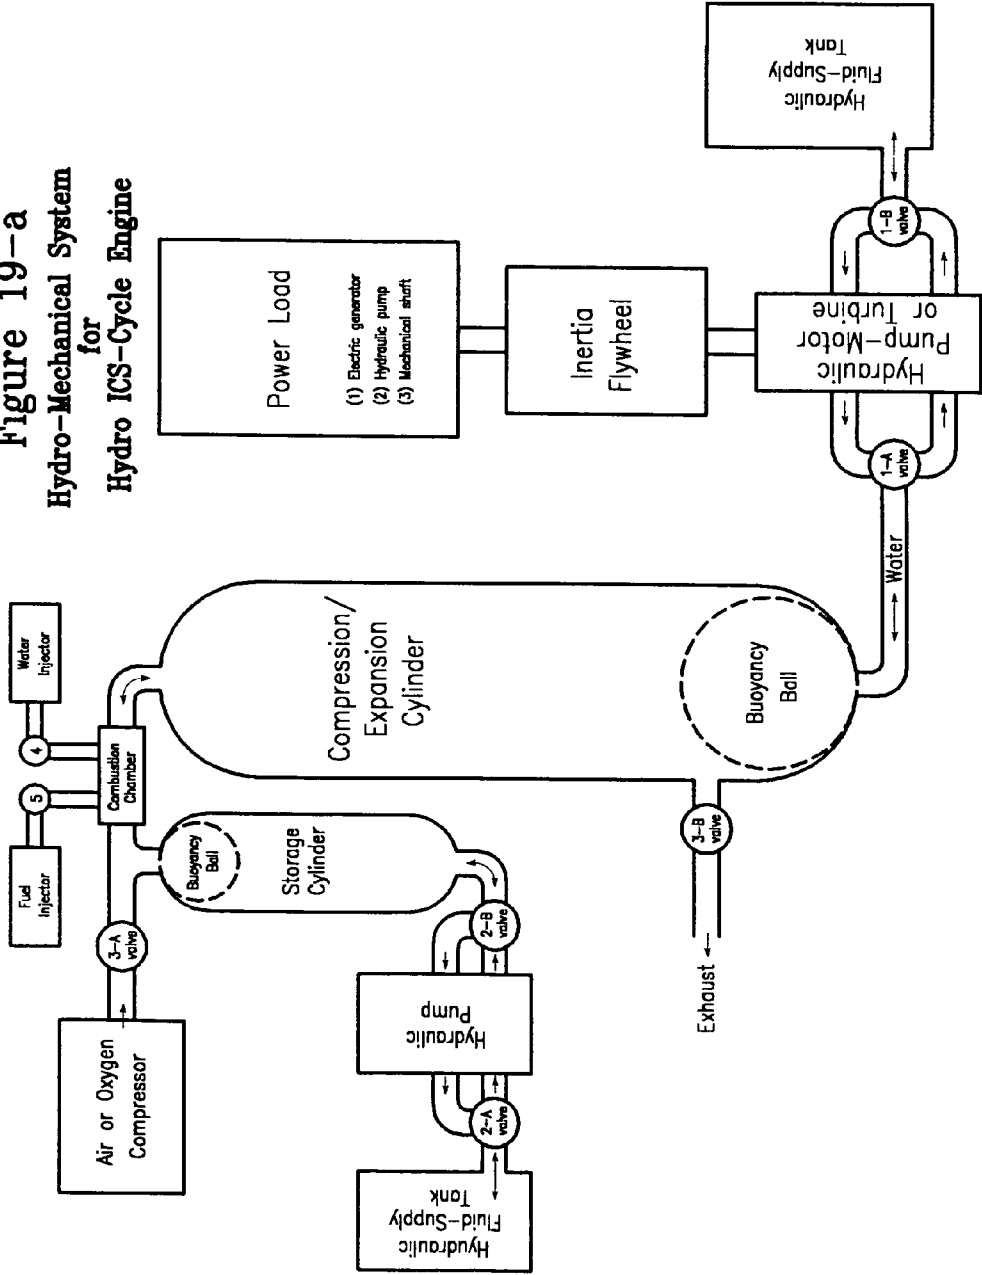 Figure 19-a
Hydro-Mechanical System
for
Hydro ICS-Cycle Engine
Fuel
Injector
5
4
Water
Injector
Air or Oxygen
Compressor
3-A
valve
Combustion
Chamber
Buoyancy
Ball
Storage
Cylinder
Compression/
Expansion
Cylinder
Buoyancy
Ball
Power Load
(1) Electric generator
(2) Hydraulic pump
(3) Mechanical shaft
Inertia
Flywheel
Hyudraulic
Fluid-Supply
Tank
2-A
valve
Hydraulic
Pump
2-B
valve
Exhaust
3-B
valve
Water
1-A
valve
Hydraulic
Pump-Motor
or Turbine
1-B
valve
Hydraulic
Fluid-Supply
Tank